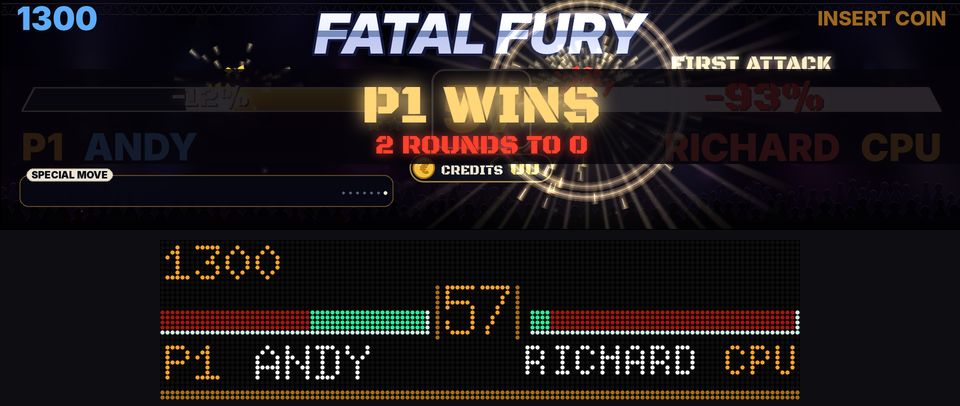 1300
FATAL FURY
INSERT COIN
FIRST ATTACK
-12%
-93%
P1 WINS
P1 ANDY
2 ROUNDS TO 0
RICHARD CPU
SPECIAL MOVE
CREDITS
1300
57
P1 ANDY
RICHARD CPU